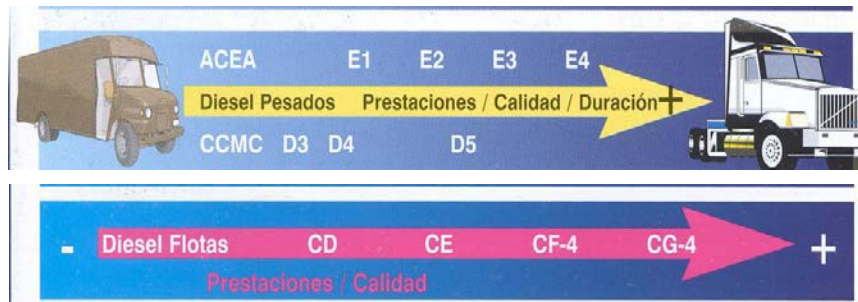 ACEA E1 E2 E3 E4
Diesel Pesados Prestaciones / Calidad / Duración +
CCMC D3 D4 D5
- Diesel Flotas CD CE CF-4 CG-4 +
Prestaciones / Calidad